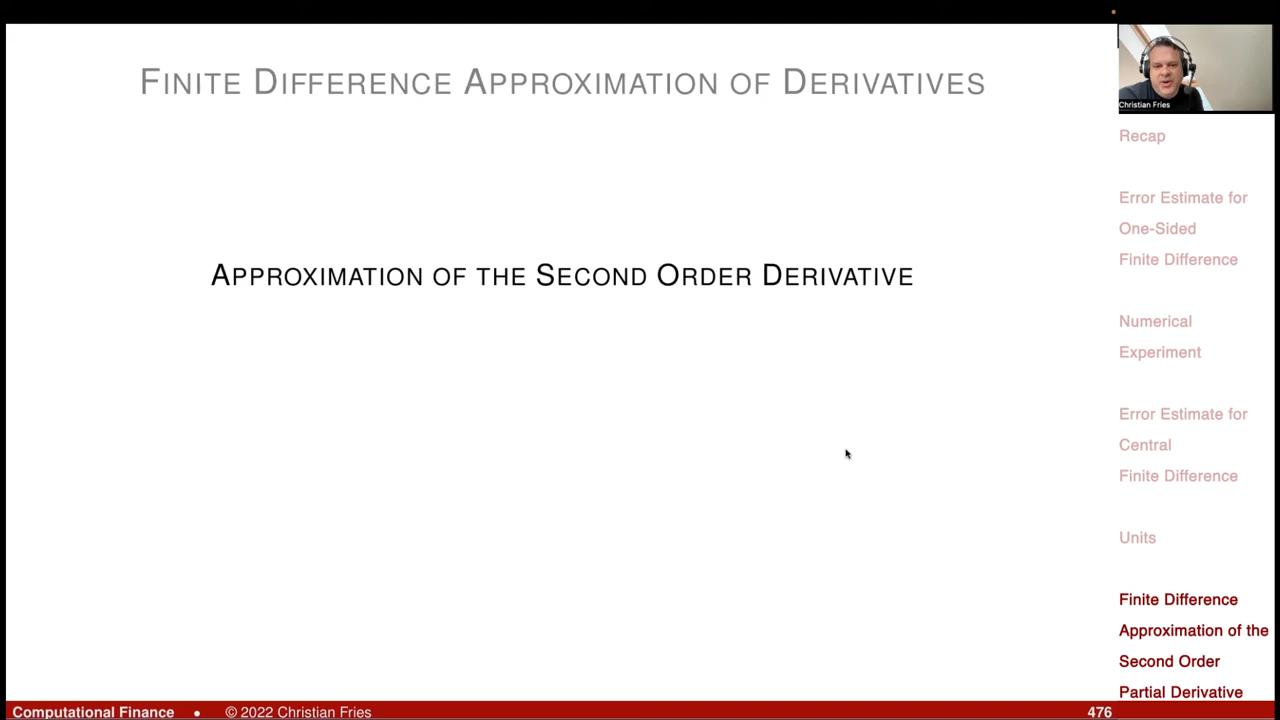 FINITE DIFFERENCE APPROXIMATION OF DERIVATIVES
APPROXIMATION OF THE SECOND ORDER DERIVATIVE
Christian Fries
Recap
Error Estimate for
One-Sided
Finite Difference
Numerical
Experiment
Error Estimate for
Central
Finite Difference
Units
Finite Difference
Approximation of the
Second Order
Partial Derivative
Computational Finance • © 2022 Christian Fries 476